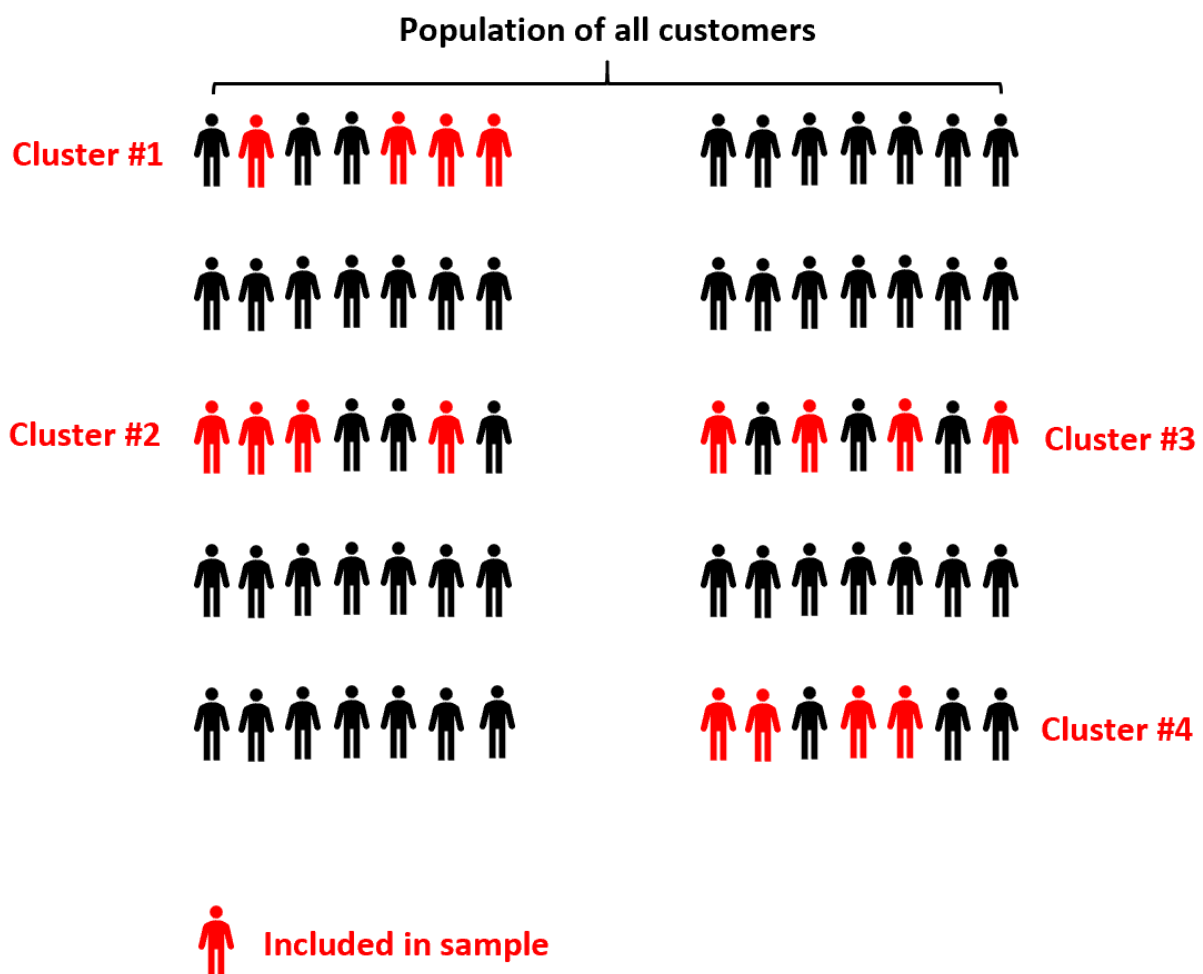 Population of all customers
Cluster #1
Cluster #2
Cluster #3
Cluster #4
Included in sample